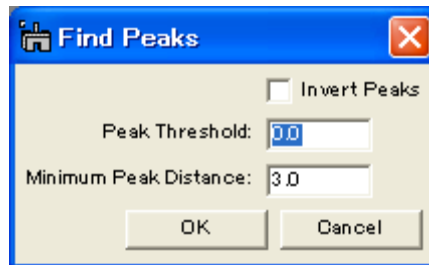 Find Peaks
Invert Peaks
Peak Threshold: 0.0
Minimum Peak Distance: 3.0
OK Cancel